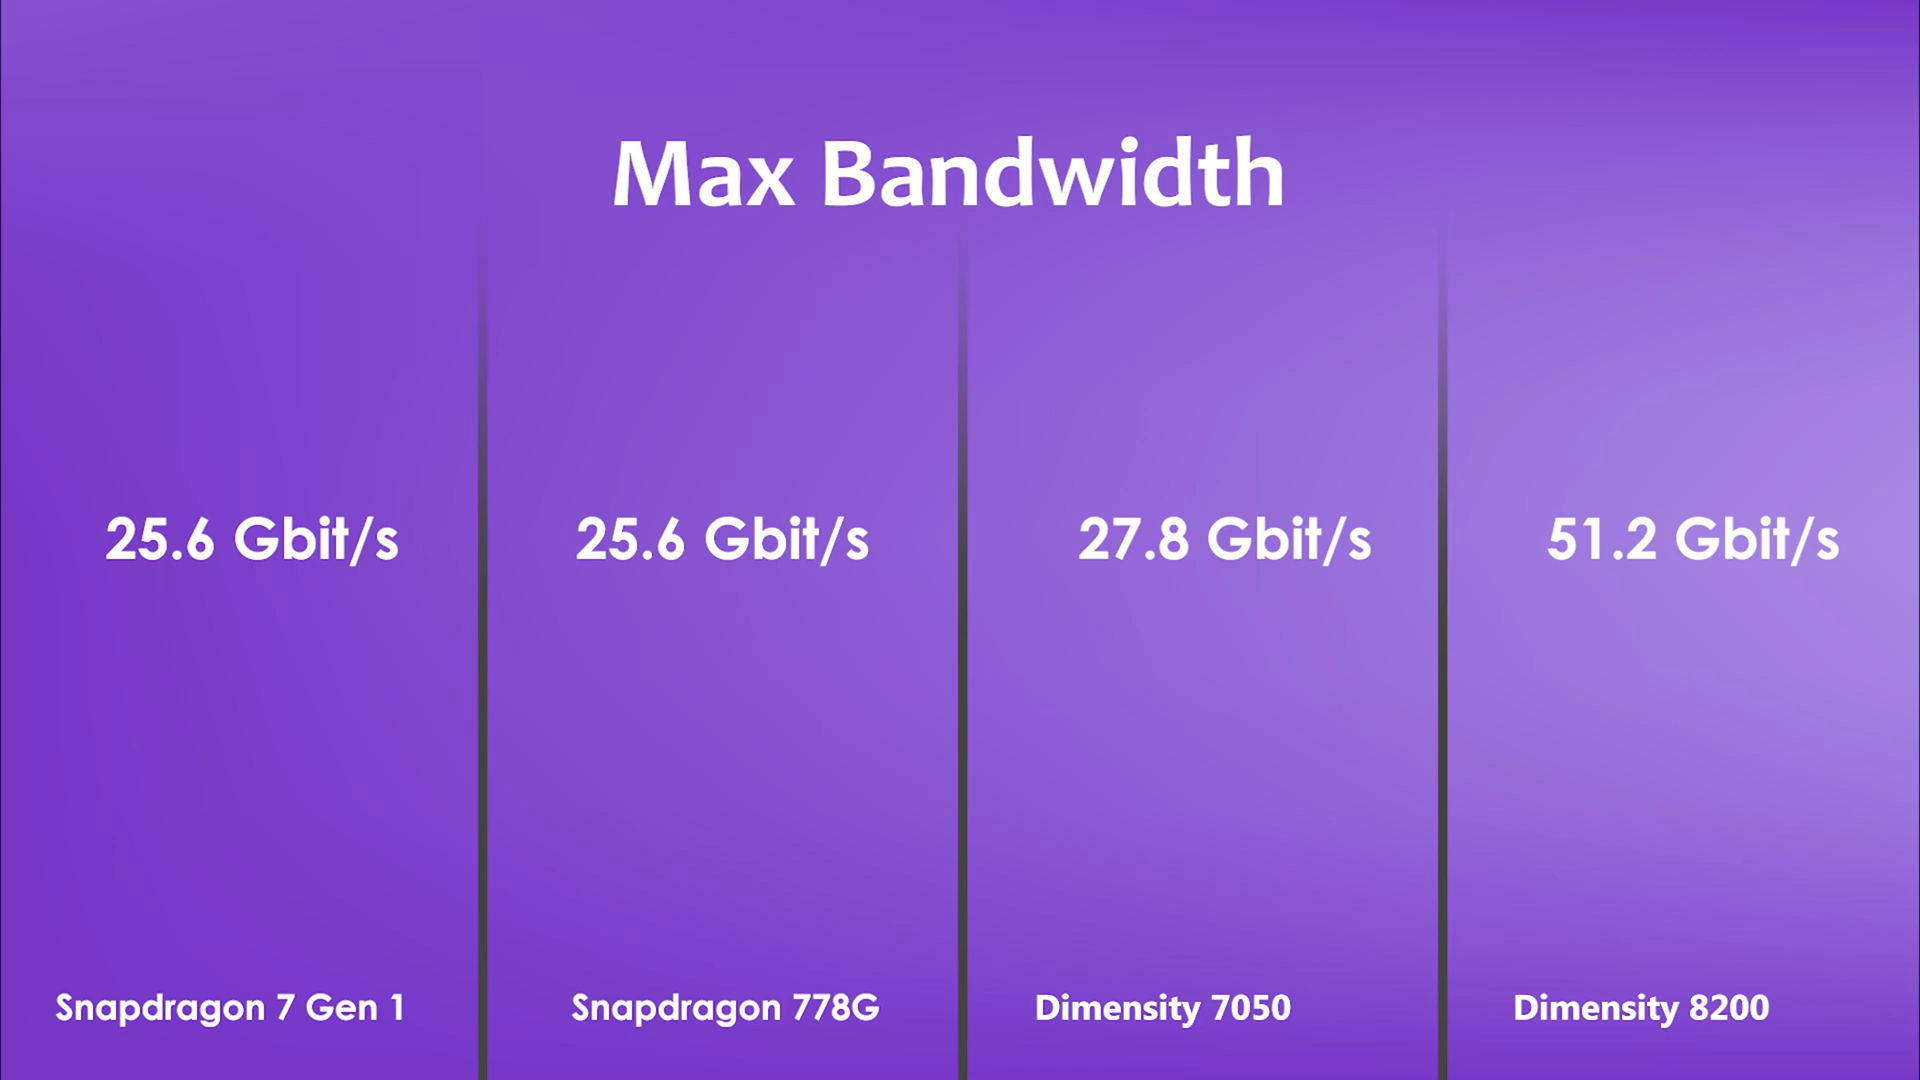 Max Bandwidth
25.6 Gbit/s
25.6 Gbit/s
27.8 Gbit/s
51.2 Gbit/s
Snapdragon 7 Gen 1
Snapdragon 778G
Dimensity 7050
Dimensity 8200